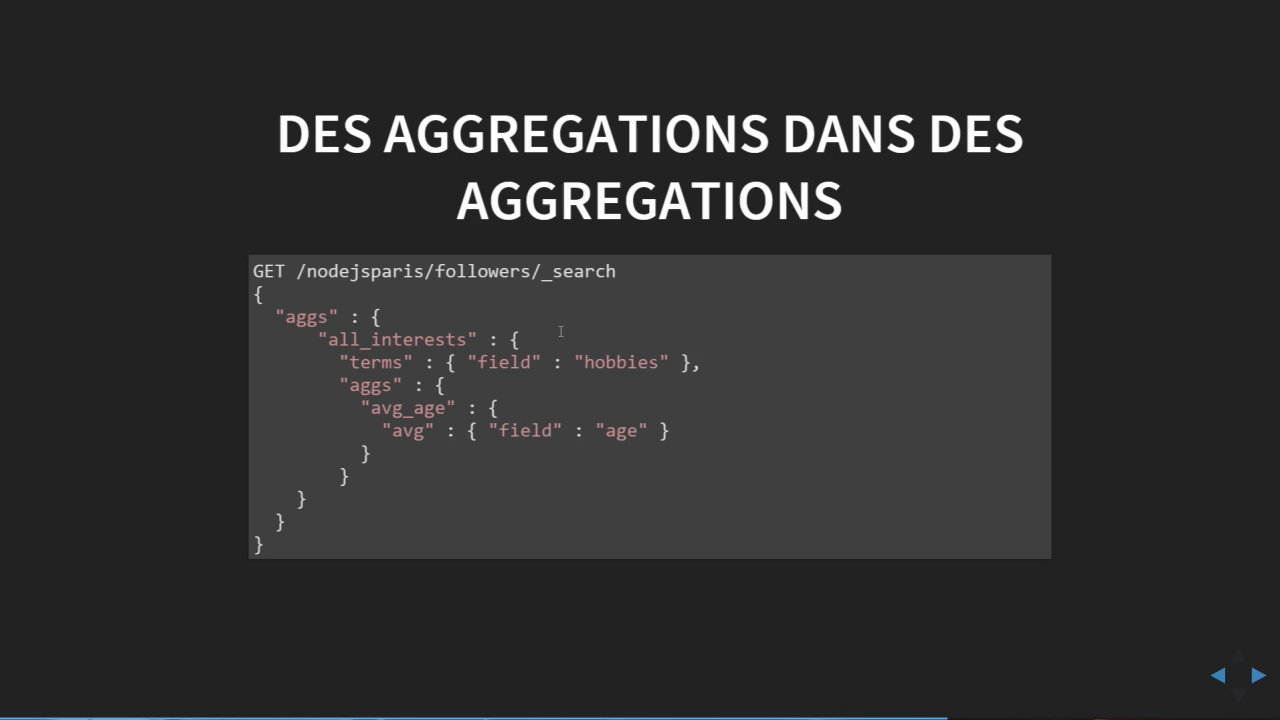 DES AGGREGATIONS DANS DES
AGGREGATIONS
GET /nodejsparis/followers/_search
{
  "aggs" : {
      "all_interests" : {
        "terms" : { "field" : "hobbies" },
        "aggs" : {
          "avg_age" : {
            "avg" : { "field" : "age" }
          }
        }
    }
  }
}